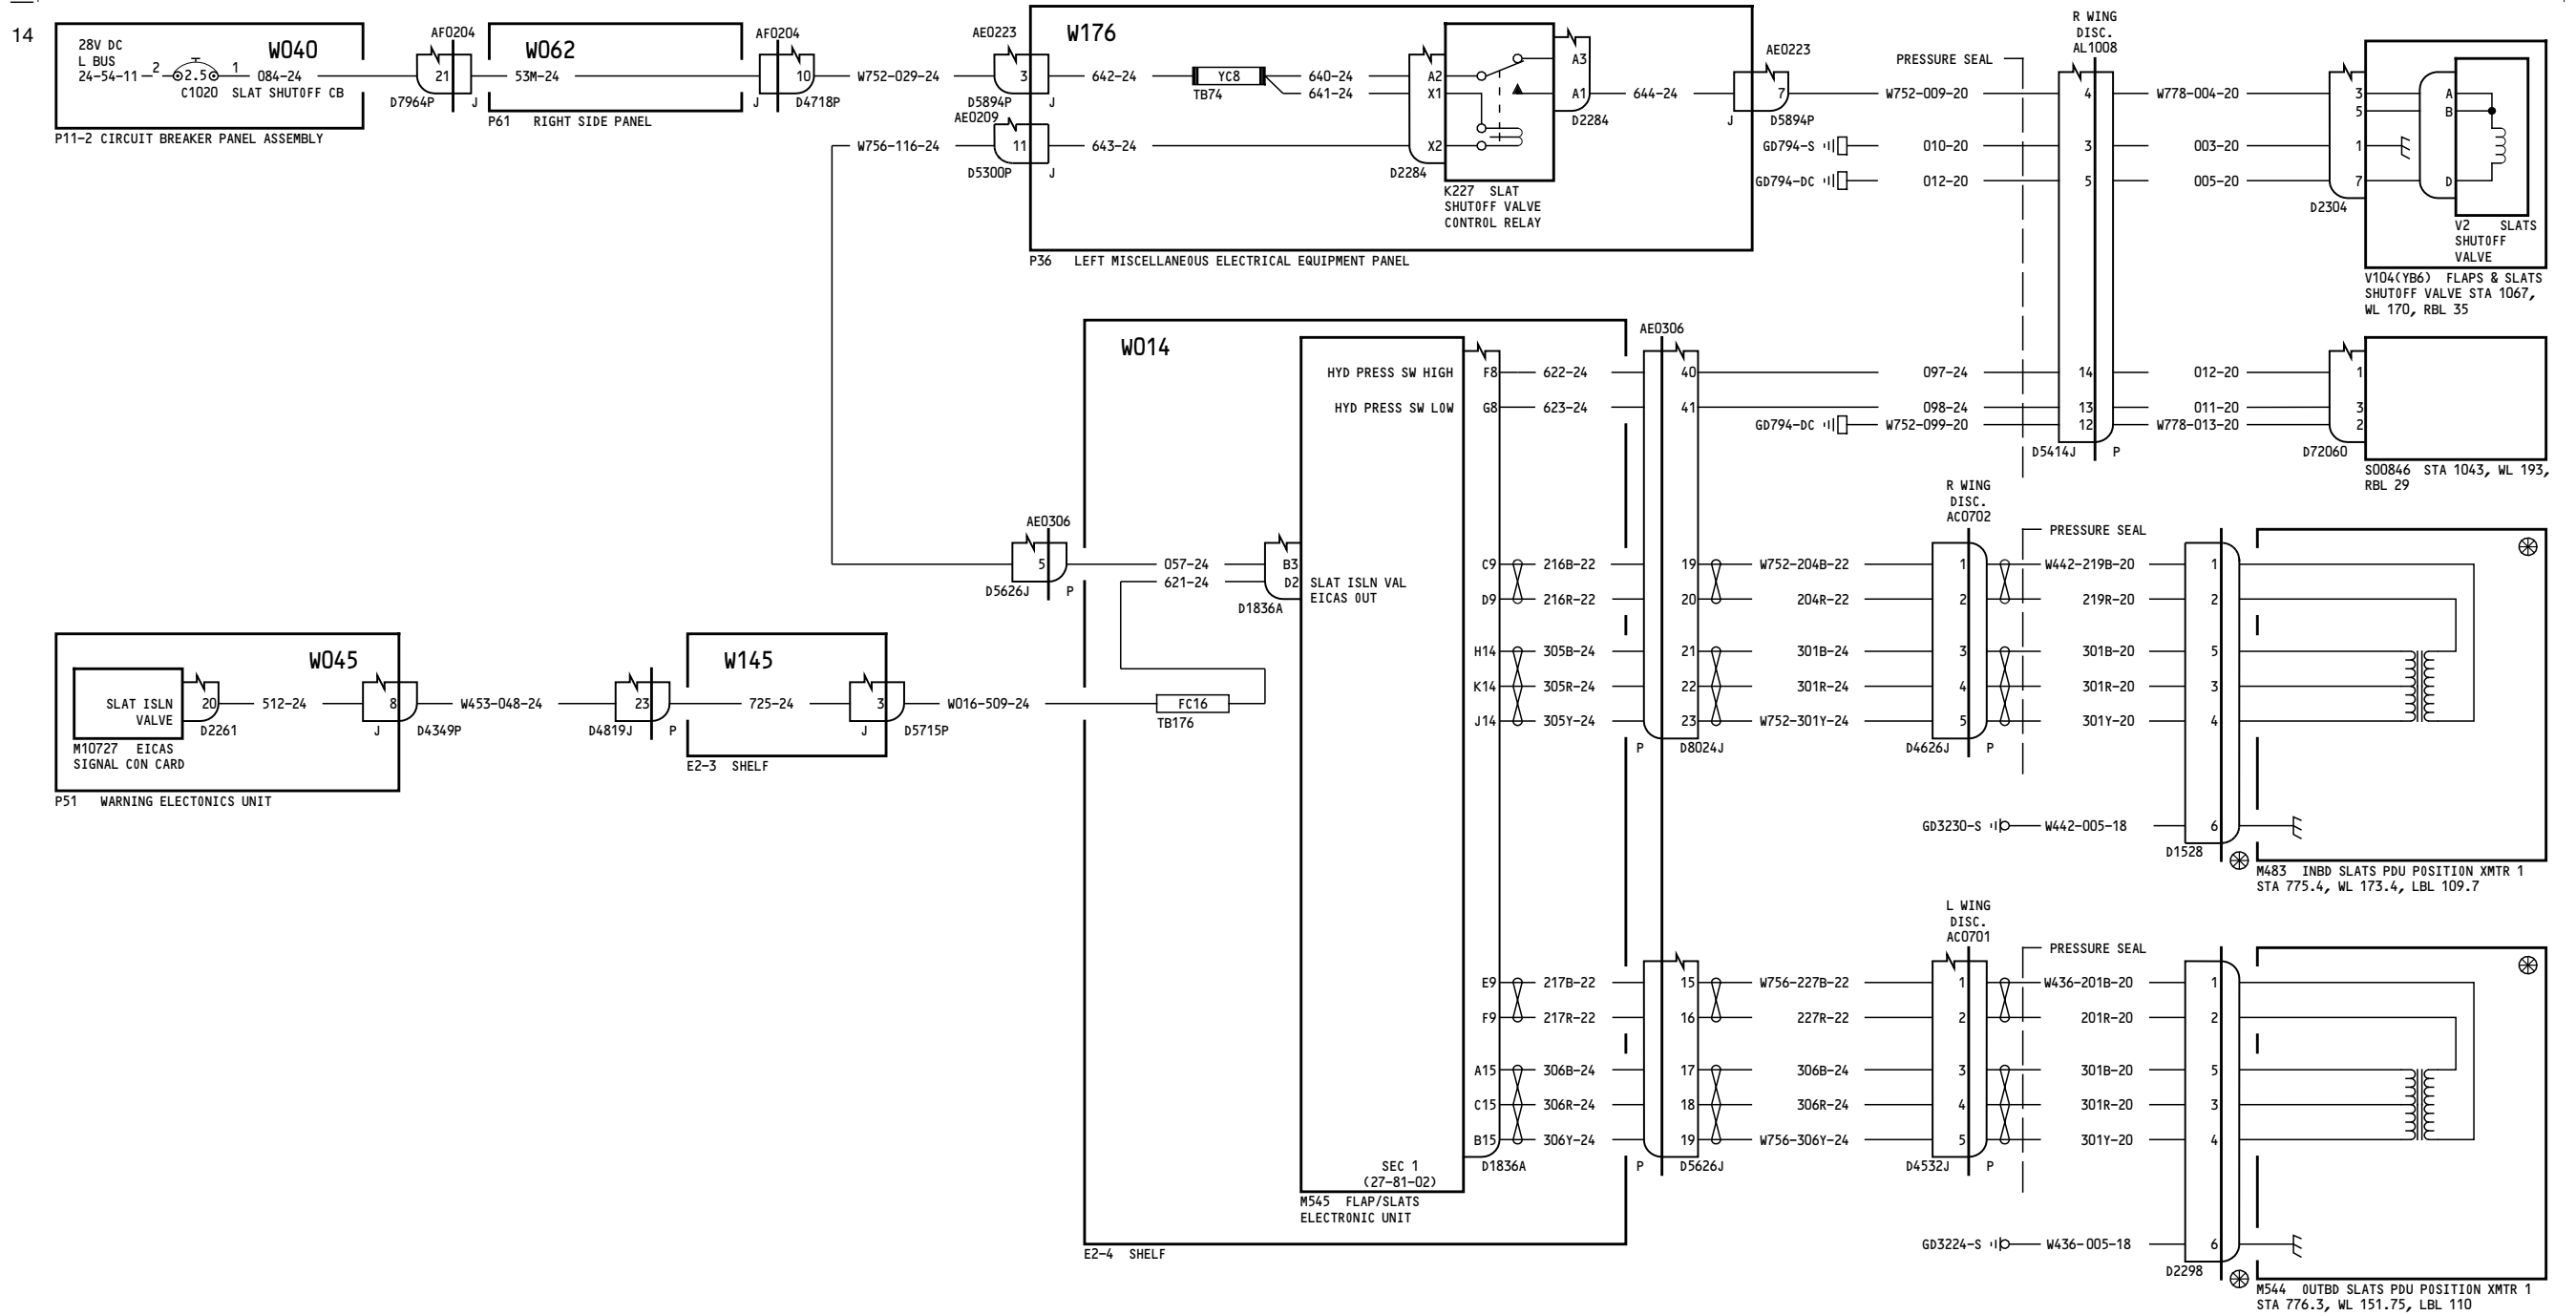 14
28V DC
L BUS
24-54-11
2
2.5
1
084-24
C1020 SLAT SHUTOFF CB
W040
P11-2 CIRCUIT BREAKER PANEL ASSEMBLY
AF0204
21
D7964P
J
W062
53M-24
P61 RIGHT SIDE PANEL
AF0204
10
J
D4718P
W752-029-24
AE0223
3
D5894P
J
AE0209
W756-116-24
11
D5300P
J
W176
642-24
YC8
TB74
640-24
641-24
643-24
A2
X1
X2
D2284
A3
A1
D2284
K227 SLAT
SHUTOFF VALVE
CONTROL RELAY
644-24
P36 LEFT MISCELLANEOUS ELECTRICAL EQUIPMENT PANEL
AE0223
7
J
D5894P
PRESSURE SEAL
R WING
DISC.
AL1008
W752-009-20
4
W778-004-20
GD794-S
010-20
3
003-20
GD794-DC
012-20
5
005-20
3
5
1
7
D2304
A
B
D
V2 SLATS
SHUTOFF
VALVE
V104(YB6) FLAPS & SLATS
SHUTOFF VALVE STA 1067,
WL 170, RBL 35
W014
HYD PRESS SW HIGH
F8
622-24
AE0306
40
097-24
14
012-20
1
HYD PRESS SW LOW
G8
623-24
41
098-24
13
011-20
3
GD794-DC
W752-099-20
12
W778-013-20
2
D5414J
P
D72060
S00846 STA 1043, WL 193,
RBL 29
AE0306
5
D5626J
P
057-24
621-24
B3
D2
D1836A
SLAT ISLN VAL
EICAS OUT
R WING
DISC.
AC0702
PRESSURE SEAL
C9
216B-22
19
W752-204B-22
1
W442-219B-20
1
D9
216R-22
20
204R-22
2
219R-20
2
H14
305B-24
21
301B-24
3
301B-20
5
K14
305R-24
22
301R-24
4
301R-20
3
J14
305Y-24
23
W752-301Y-24
5
301Y-20
4
P
D8024J
D4626J
P
GD3230-S
W442-005-18
6
D1528
M483 INBD SLATS PDU POSITION XMTR 1
STA 775.4, WL 173.4, LBL 109.7
W045
SLAT ISLN
VALVE
20
D2261
512-24
8
J
D4349P
M10727 EICAS
SIGNAL CON CARD
P51 WARNING ELECTONICS UNIT
W453-048-24
23
D4819J
P
W145
725-24
3
J
D5715P
E2-3 SHELF
W016-509-24
FC16
TB176
L WING
DISC.
AC0701
PRESSURE SEAL
E9
217B-22
15
W756-227B-22
1
W436-201B-20
1
F9
217R-22
16
227R-22
2
201R-20
2
A15
306B-24
17
306B-24
3
301B-20
5
C15
306R-24
18
306R-24
4
301R-20
3
B15
306Y-24
19
W756-306Y-24
5
301Y-20
4
D1836A
P
D5626J
D4532J
P
SEC 1
(27-81-02)
M545 FLAP/SLATS
ELECTRONIC UNIT
E2-4 SHELF
GD3224-S
W436-005-18
6
D2298
M544 OUTBD SLATS PDU POSITION XMTR 1
STA 776.3, WL 151.75, LBL 110